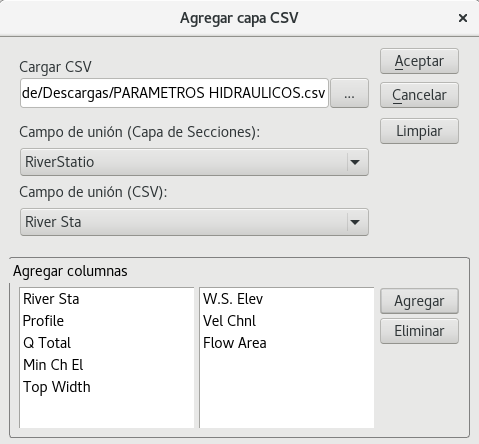 Agregar capa CSV
×
Cargar CSV
de/Descargas/PARAMETROS HIDRAULICOS.csv
...
Aceptar
Cancelar
Limpiar
Campo de unión (Capa de Secciones):
RiverStatio
Campo de unión (CSV):
River Sta
Agregar columnas
River Sta
Profile
Q Total
Min Ch El
Top Width
W.S. Elev
Vel Chnl
Flow Area
Agregar
Eliminar